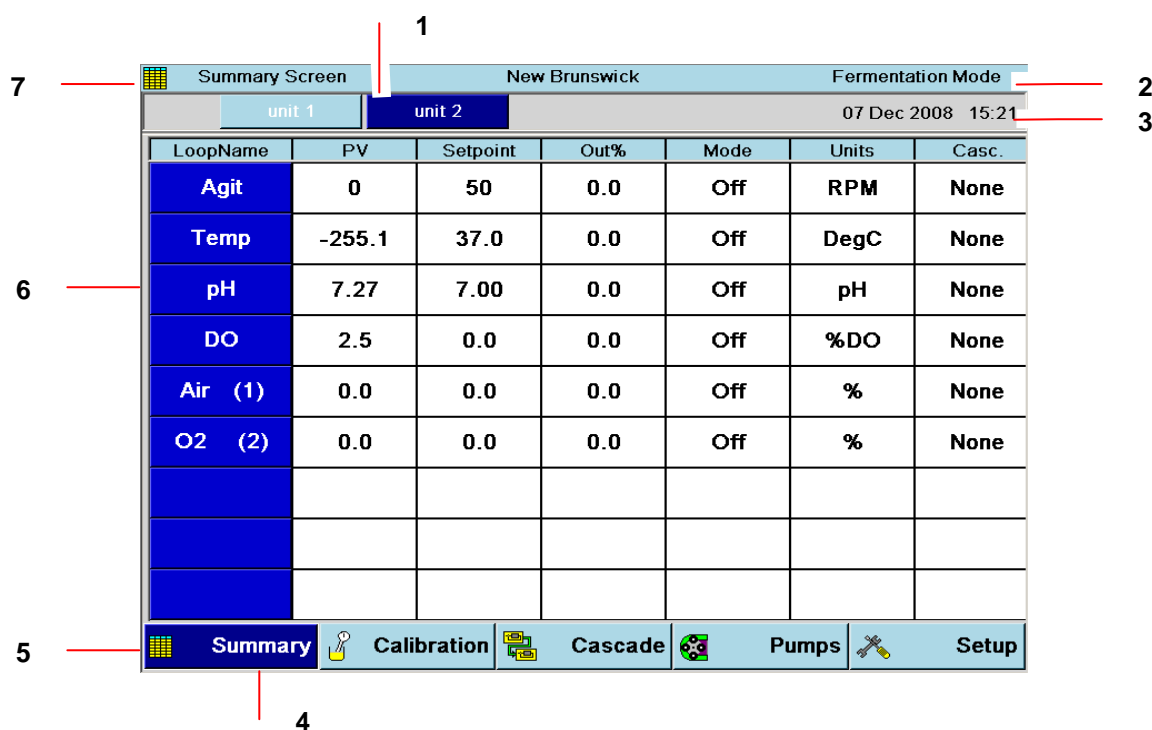 1
7 Summary Screen New Brunswick Fermentation Mode 2
unit 1 unit 2 07 Dec 2008 15:21 3
LoopName PV Setpoint Out% Mode Units Casc.
Agit 0 50 0.0 Off RPM None
Temp -255.1 37.0 0.0 Off DegC None
6 pH 7.27 7.00 0.0 Off pH None
DO 2.5 0.0 0.0 Off %DO None
Air (1) 0.0 0.0 0.0 Off % None
O2 (2) 0.0 0.0 0.0 Off % None
5 Summary Calibration Cascade Pumps Setup
4